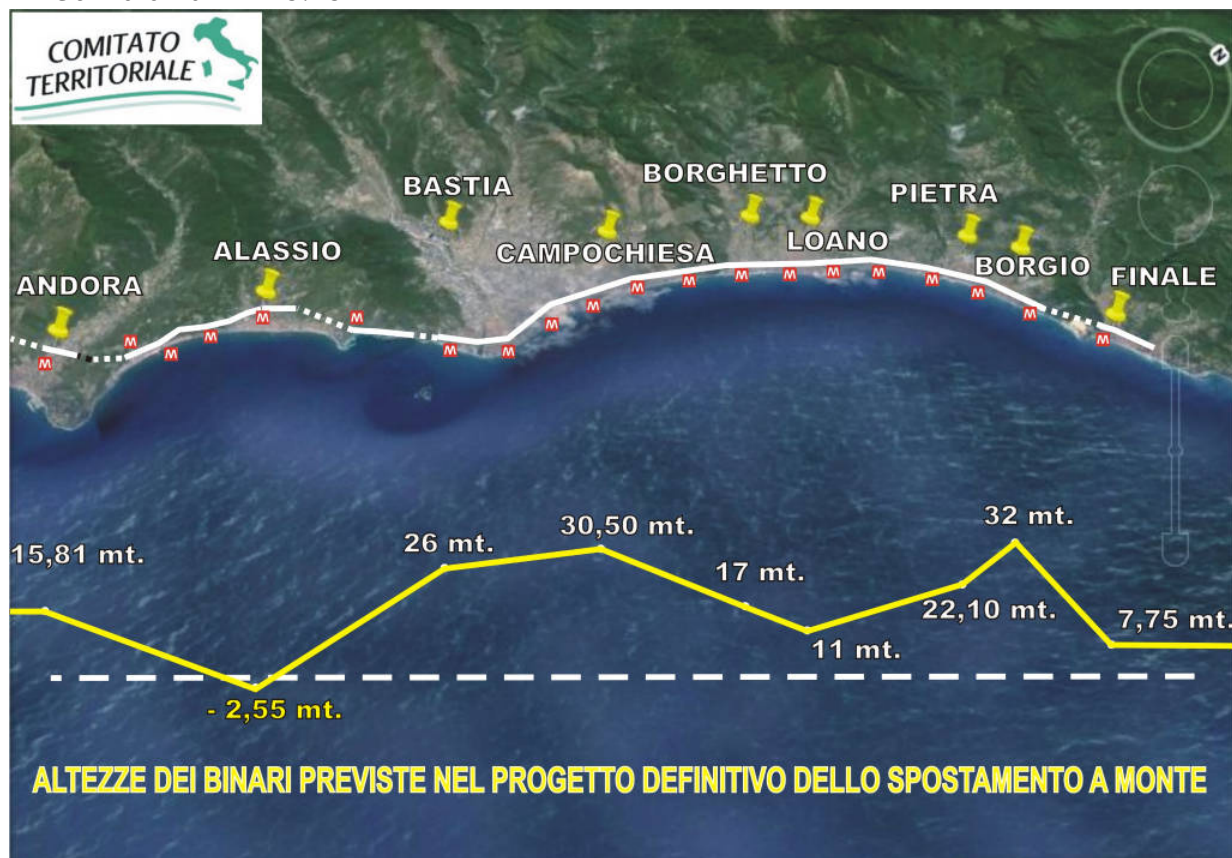 COMITATO
TERRITORIALE
N
BASTIA
BORGHETTO
PIETRA
ALASSIO
CAMPOCHIESA
LOANO
BORGIO
ANDORA
FINALE
M M M M M M M M M M M M M M M M M M M M
15,81 mt.
26 mt.
30,50 mt.
17 mt.
11 mt.
22,10 mt.
32 mt.
7,75 mt.
- 2,55 mt.
ALTEZZE DEI BINARI PREVISTE NEL PROGETTO DEFINITIVO DELLO SPOSTAMENTO A MONTE